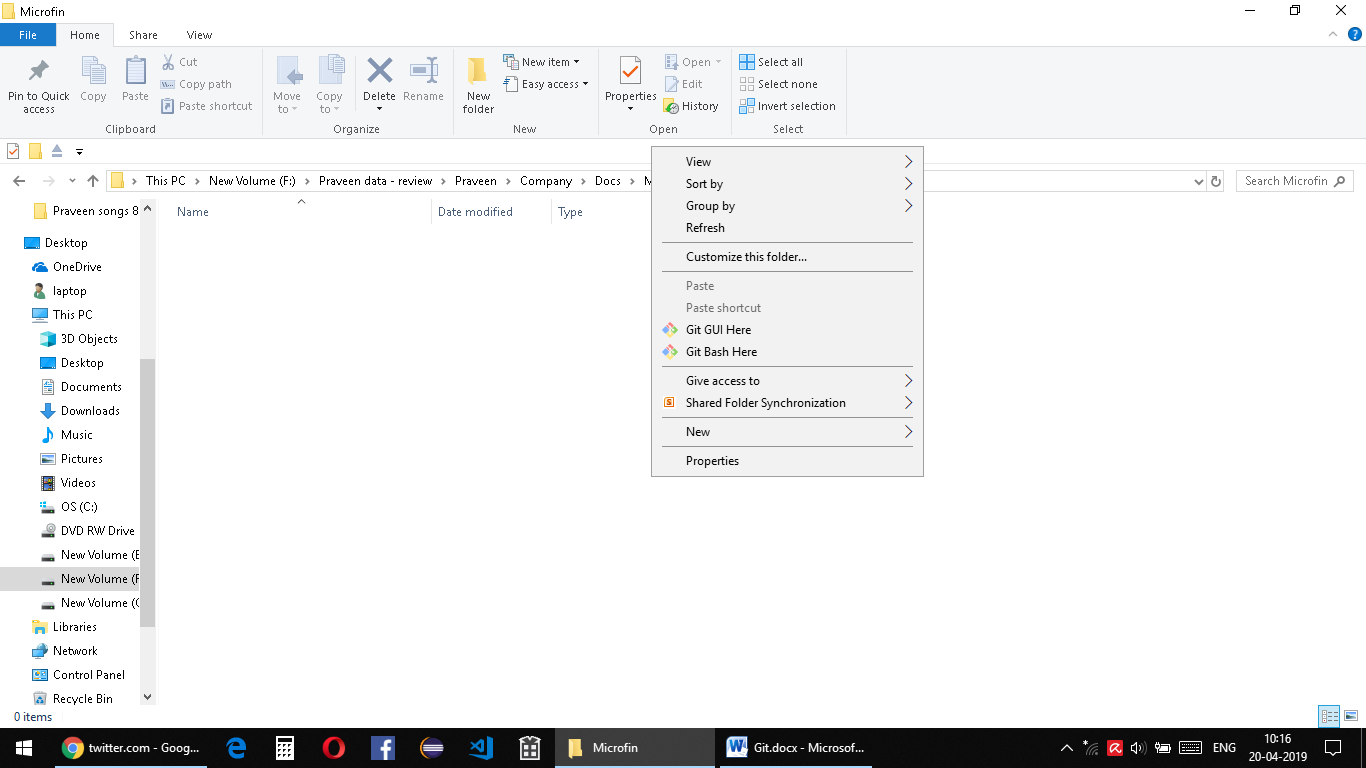 Microfin
File Home Share View
Pin to Quick access
Copy
Paste
Cut
Copy path
Paste shortcut
Clipboard
Move to
Copy to
Delete
Rename
Organize
New folder
New item
Easy access
New
Properties
Open
Edit
History
Open
Select all
Select none
Invert selection
Select
This PC New Volume (F:) Praveen data - review Praveen Company Docs M
Search Microfin
Name Date modified Type
Praveen songs 8
Desktop
OneDrive
laptop
This PC
3D Objects
Desktop
Documents
Downloads
Music
Pictures
Videos
OS (C:)
DVD RW Drive
New Volume (E
New Volume (F
New Volume (G
Libraries
Network
Control Panel
Recycle Bin
View
Sort by
Group by
Refresh
Customize this folder...
Paste
Paste shortcut
Git GUI Here
Git Bash Here
Give access to
Shared Folder Synchronization
New
Properties
0 items
twitter.com - Goog...
Microfin
Git.docx - Microsof...
ENG
10:16
20-04-2019